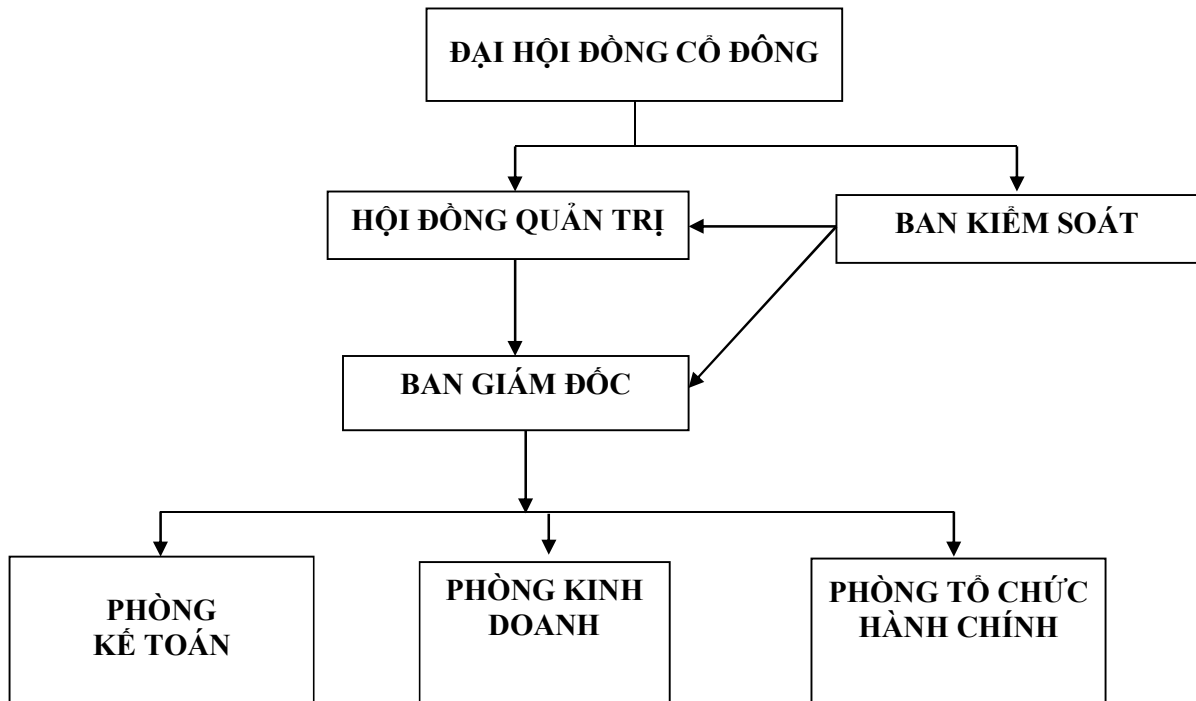 ĐẠI HỘI ĐỒNG CỔ ĐÔNG
HỘI ĐỒNG QUẢN TRỊ
BAN KIỂM SOÁT
BAN GIÁM ĐỐC
PHÒNG
KẾ TOÁN
PHÒNG KINH
DOANH
PHÒNG TỔ CHỨC
HÀNH CHÍNH